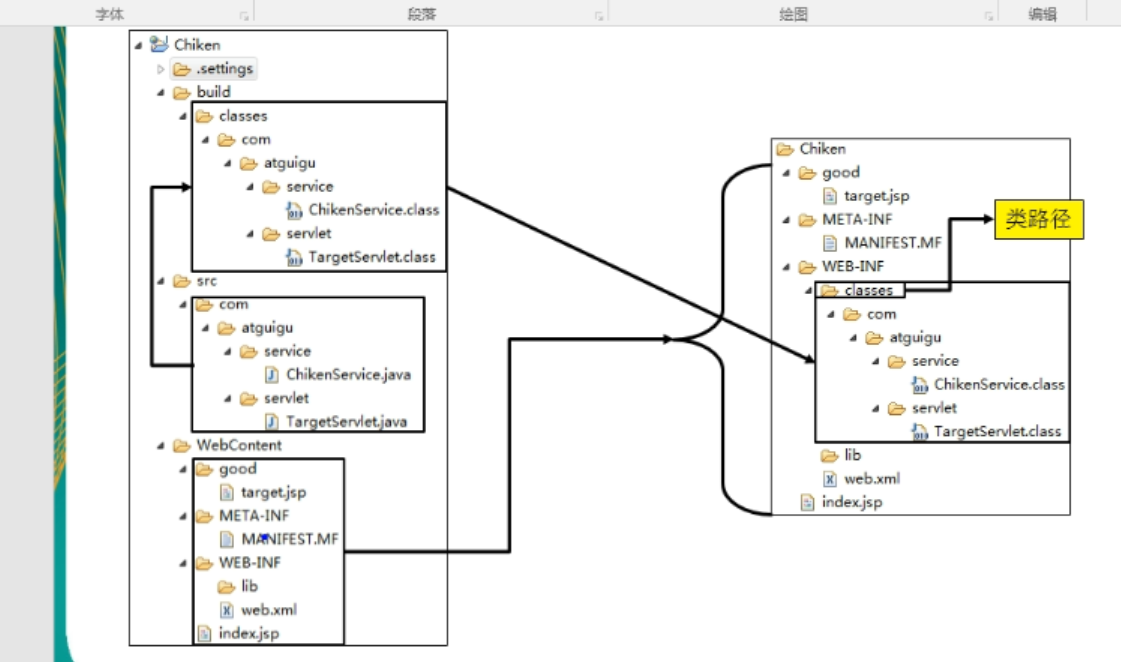 字体
段落
绘图
编辑
Chiken
.settings
build
classes
com
atguigu
service
ChikenService.class
servlet
TargetServlet.class
src
com
atguigu
service
ChikenService.java
servlet
TargetServlet.java
WebContent
good
target.jsp
META-INF
MANIFEST.MF
WEB-INF
lib
web.xml
index.jsp
Chiken
good
target.jsp
META-INF
MANIFEST.MF
WEB-INF
classes
com
atguigu
service
ChikenService.class
servlet
TargetServlet.class
lib
web.xml
index.jsp
类路径